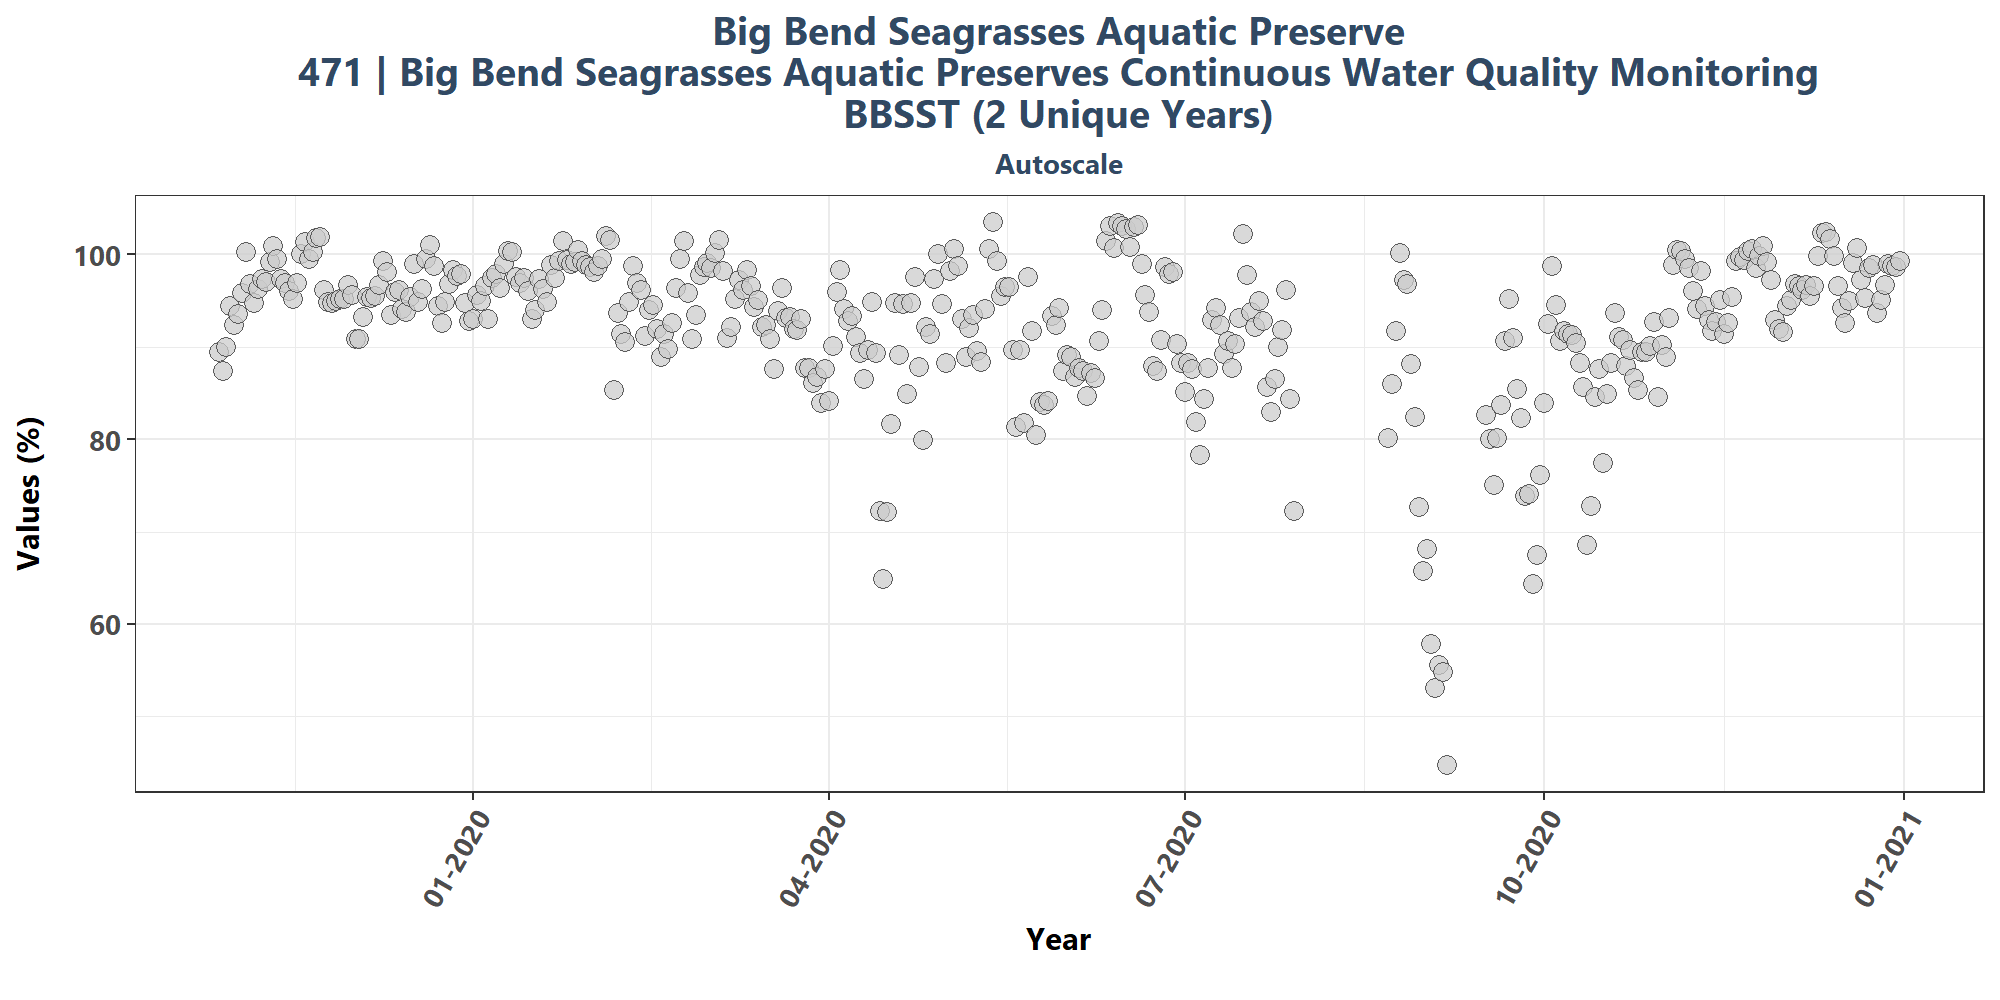 Big Bend Seagrasses Aquatic Preserve
471 | Big Bend Seagrasses Aquatic Preserves Continuous Water Quality Monitoring
BBSST (2 Unique Years)
Autoscale
Values (%)
100
80
60
01-2020
04-2020
07-2020
10-2020
01-2021
Year